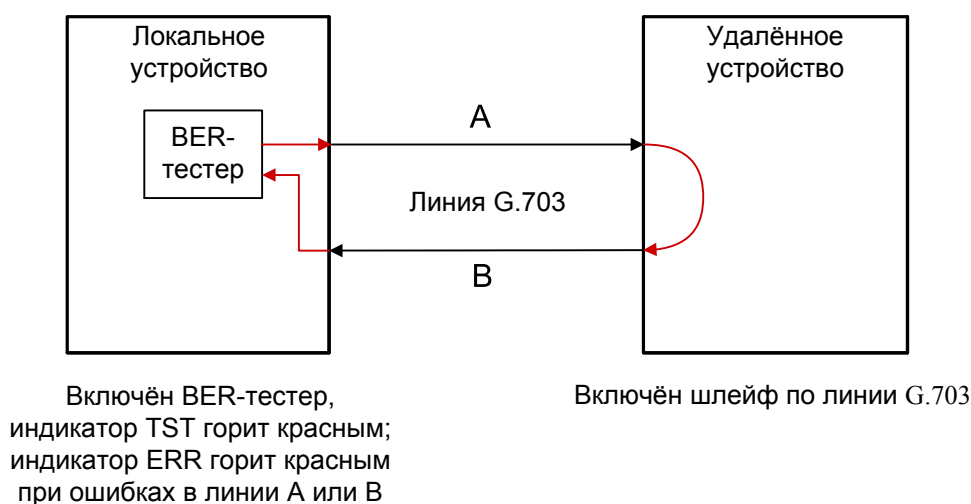 Локальное
устройство
Удалённое
устройство
BER-
тестер
A
Линия G.703
B
Включён BER-тестер,
индикатор TST горит красным;
индикатор ERR горит красным
при ошибках в линии A или B
Включён шлейф по линии G.703